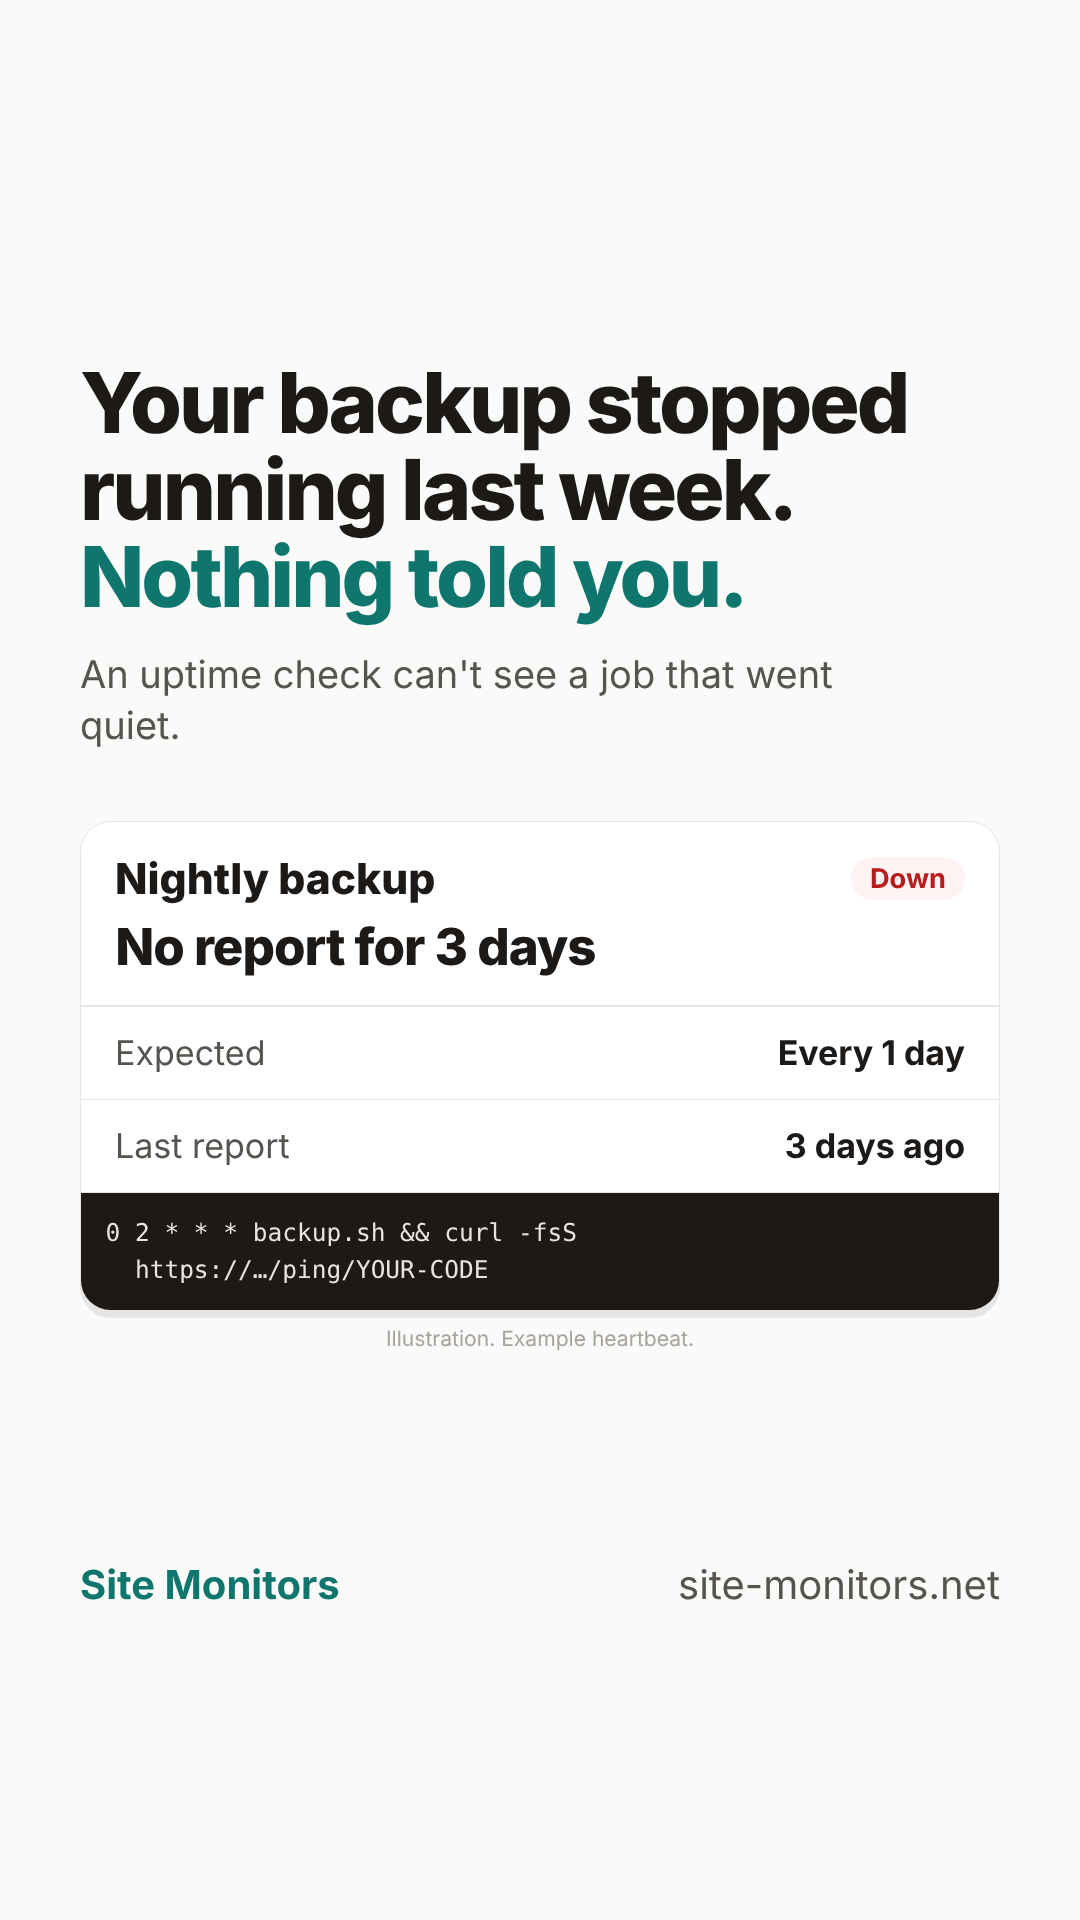 Your backup stopped
running last week.
Nothing told you.
An uptime check can't see a job that went
quiet.
Nightly backup
Down
No report for 3 days
Expected
Every 1 day
Last report
3 days ago
0 2 * * * backup.sh && curl -fsS
https://…/ping/YOUR-CODE
Illustration. Example heartbeat.
Site Monitors
site-monitors.net